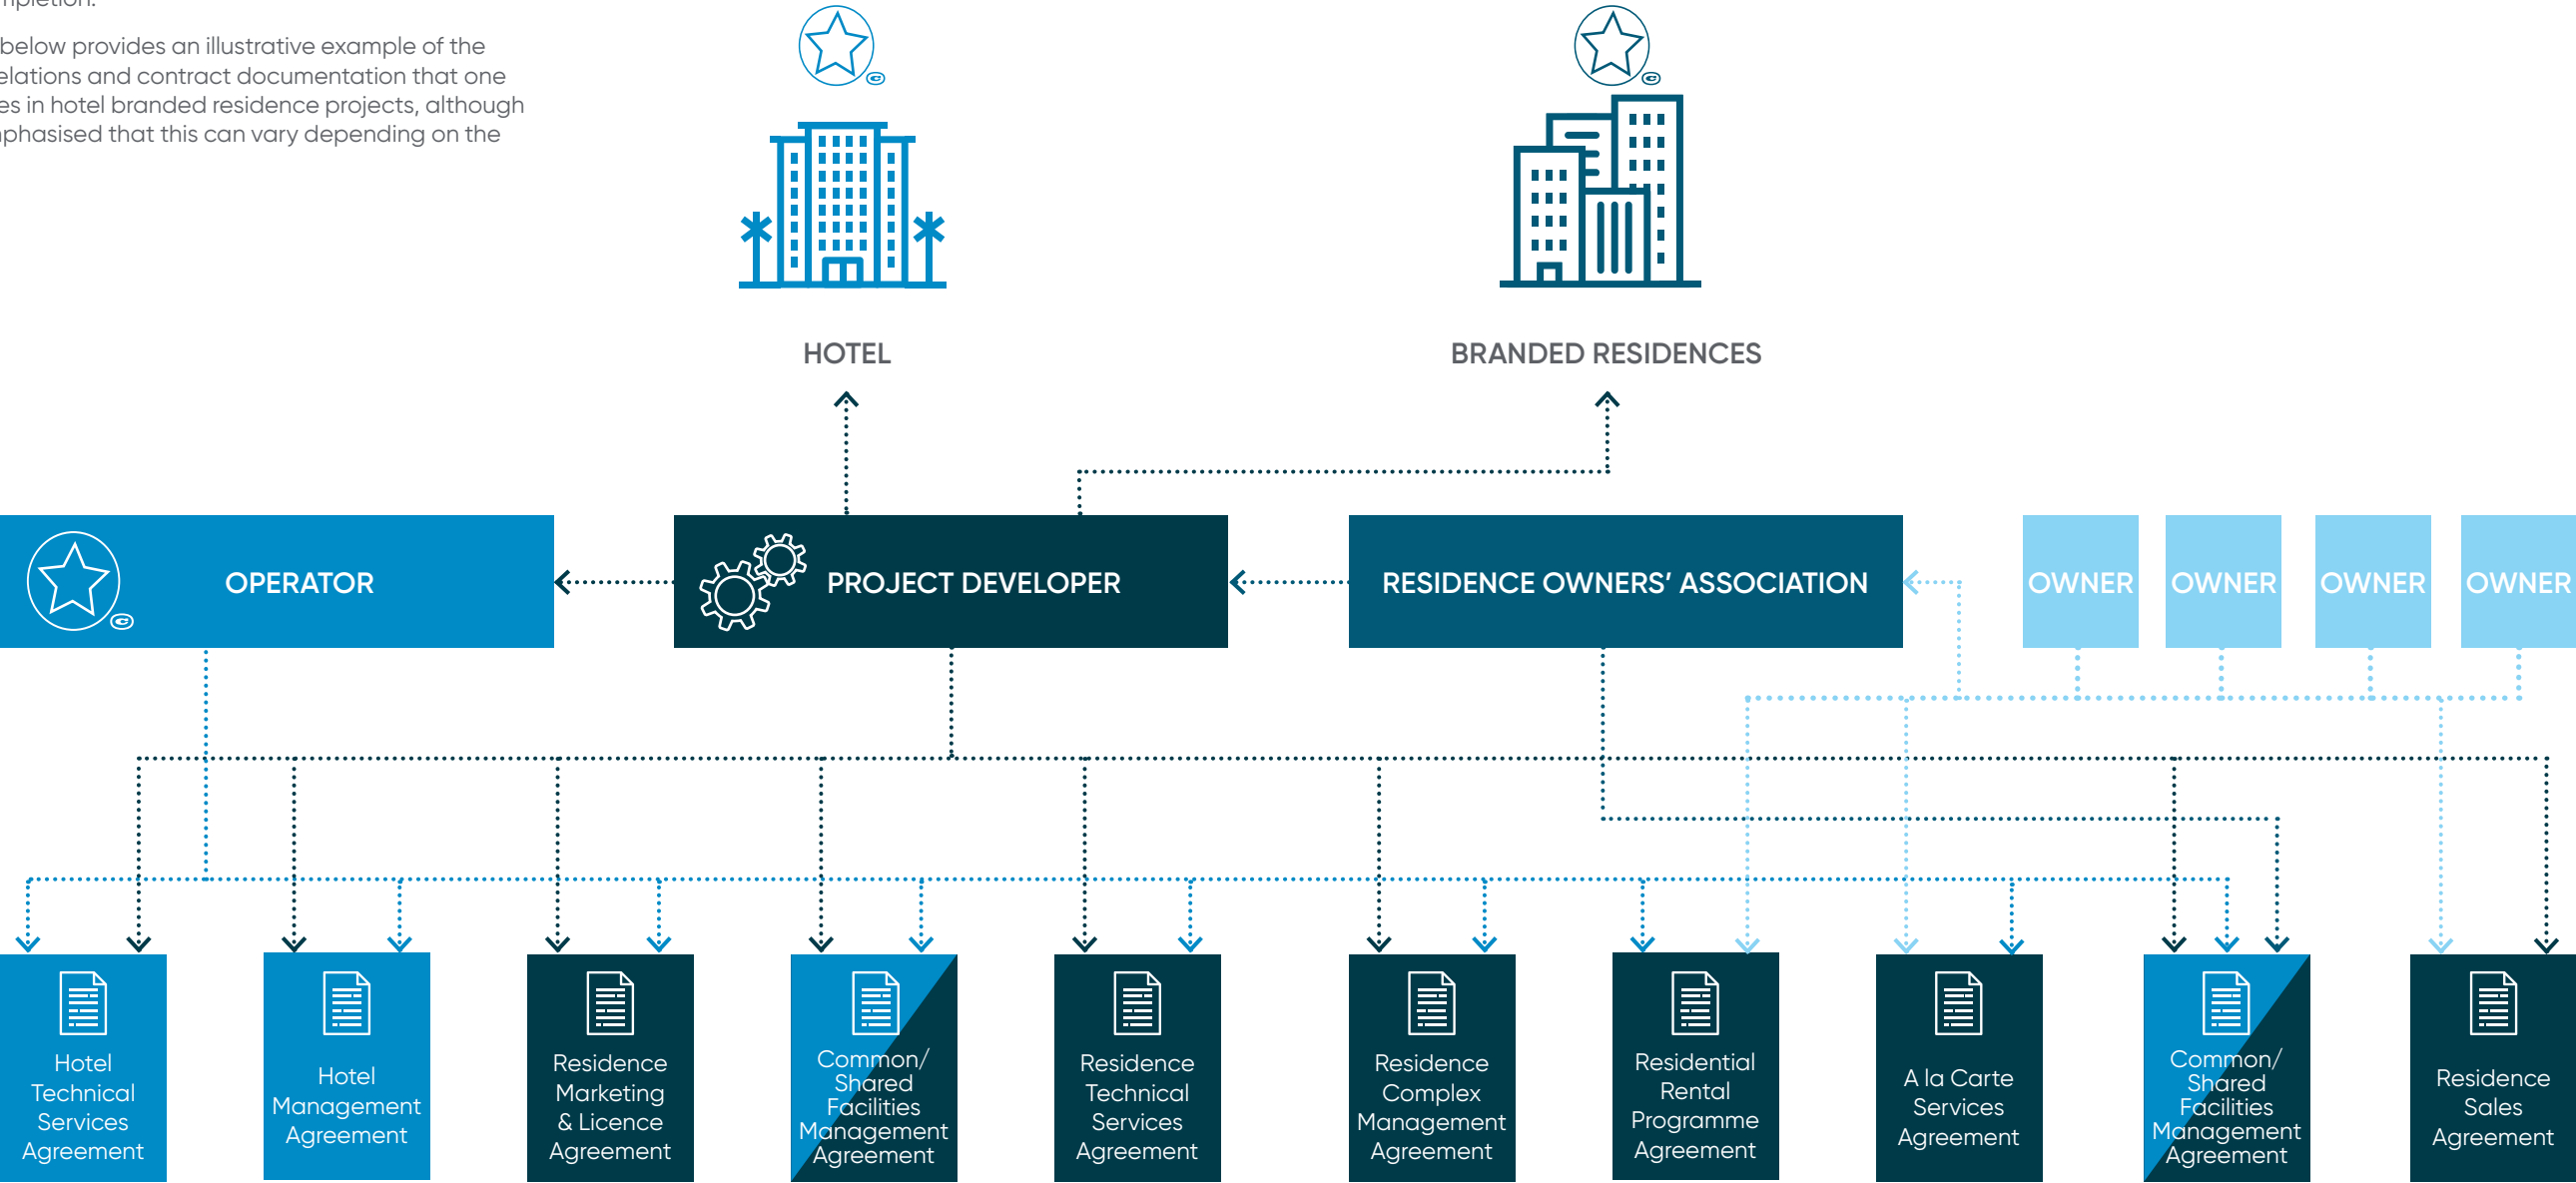 below provides an illustrative example of the
and contract documentation that one
in hotel branded residence projects, although
that this can vary depending on the
©
©
HOTEL
BRANDED RESIDENCES
©
OPERATOR
PROJECT DEVELOPER
RESIDENCE OWNERS’ ASSOCIATION
OWNER
OWNER
OWNER
OWNER
Hotel
Technical
Services
Agreement
Hotel
Management
Agreement
Residence
Marketing
& Licence
Agreement
Common/
Shared
Facilities
Management
Agreement
Residence
Technical
Services
Agreement
Residence
Complex
Management
Agreement
Residential
Rental
Programme
Agreement
A la Carte
Services
Agreement
Common/
Shared
Facilities
Management
Agreement
Residence
Sales
Agreement